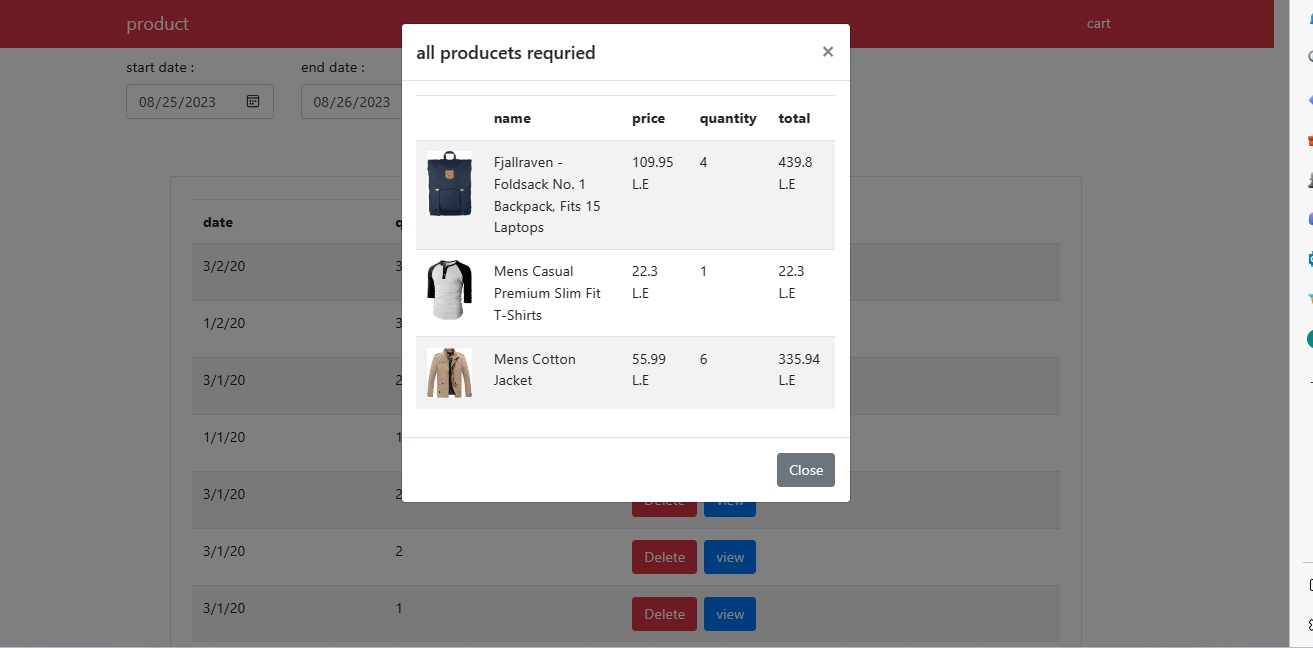 product
cart
start date :
end date :
08/25/2023
08/26/2023
all producets requried
×
name price quantity total
Fjallraven -
Foldsack No. 1
Backpack, Fits 15
Laptops
109.95
L.E
4
439.8
L.E
Mens Casual
Premium Slim Fit
T-Shirts
22.3
L.E
1
22.3
L.E
Mens Cotton
Jacket
55.99
L.E
6
335.94
L.E
Close
date
3/2/20 3
1/2/20 3
3/1/20 2
1/1/20 1
3/1/20 2 Delete view
3/1/20 2 Delete view
3/1/20 1 Delete view